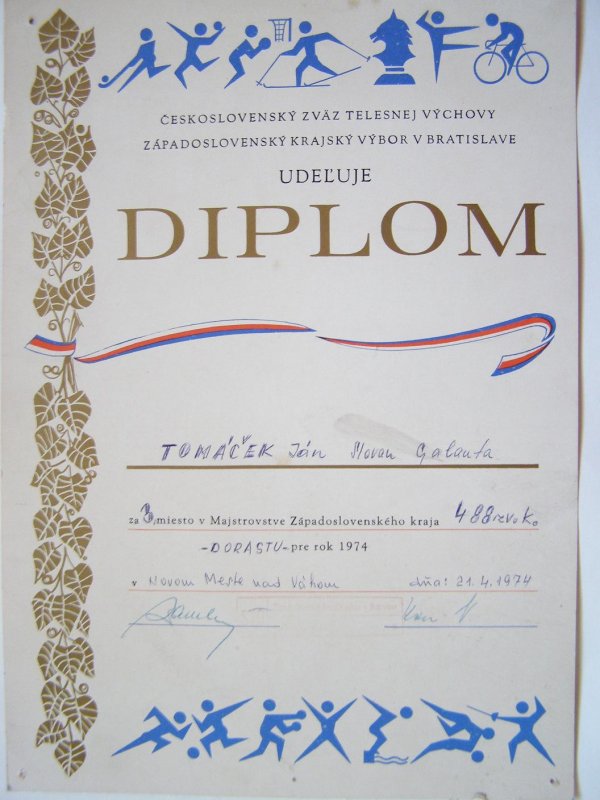 ČESKOSLOVENSKÝ ZVÄZ TELESNEJ VÝCHOVY
ZÁPADOSLOVENSKÝ KRAJSKÝ VÝBOR V BRATISLAVE
UDEĽUJE
DIPLOM
TOMÁČEK Ján Slovan Galanta
za 3. miesto v Majstrovstve Západoslovenského kraja 488
-DORASTU- pre rok 1974
v Novom Meste nad Váhom dňa: 21.4.1974